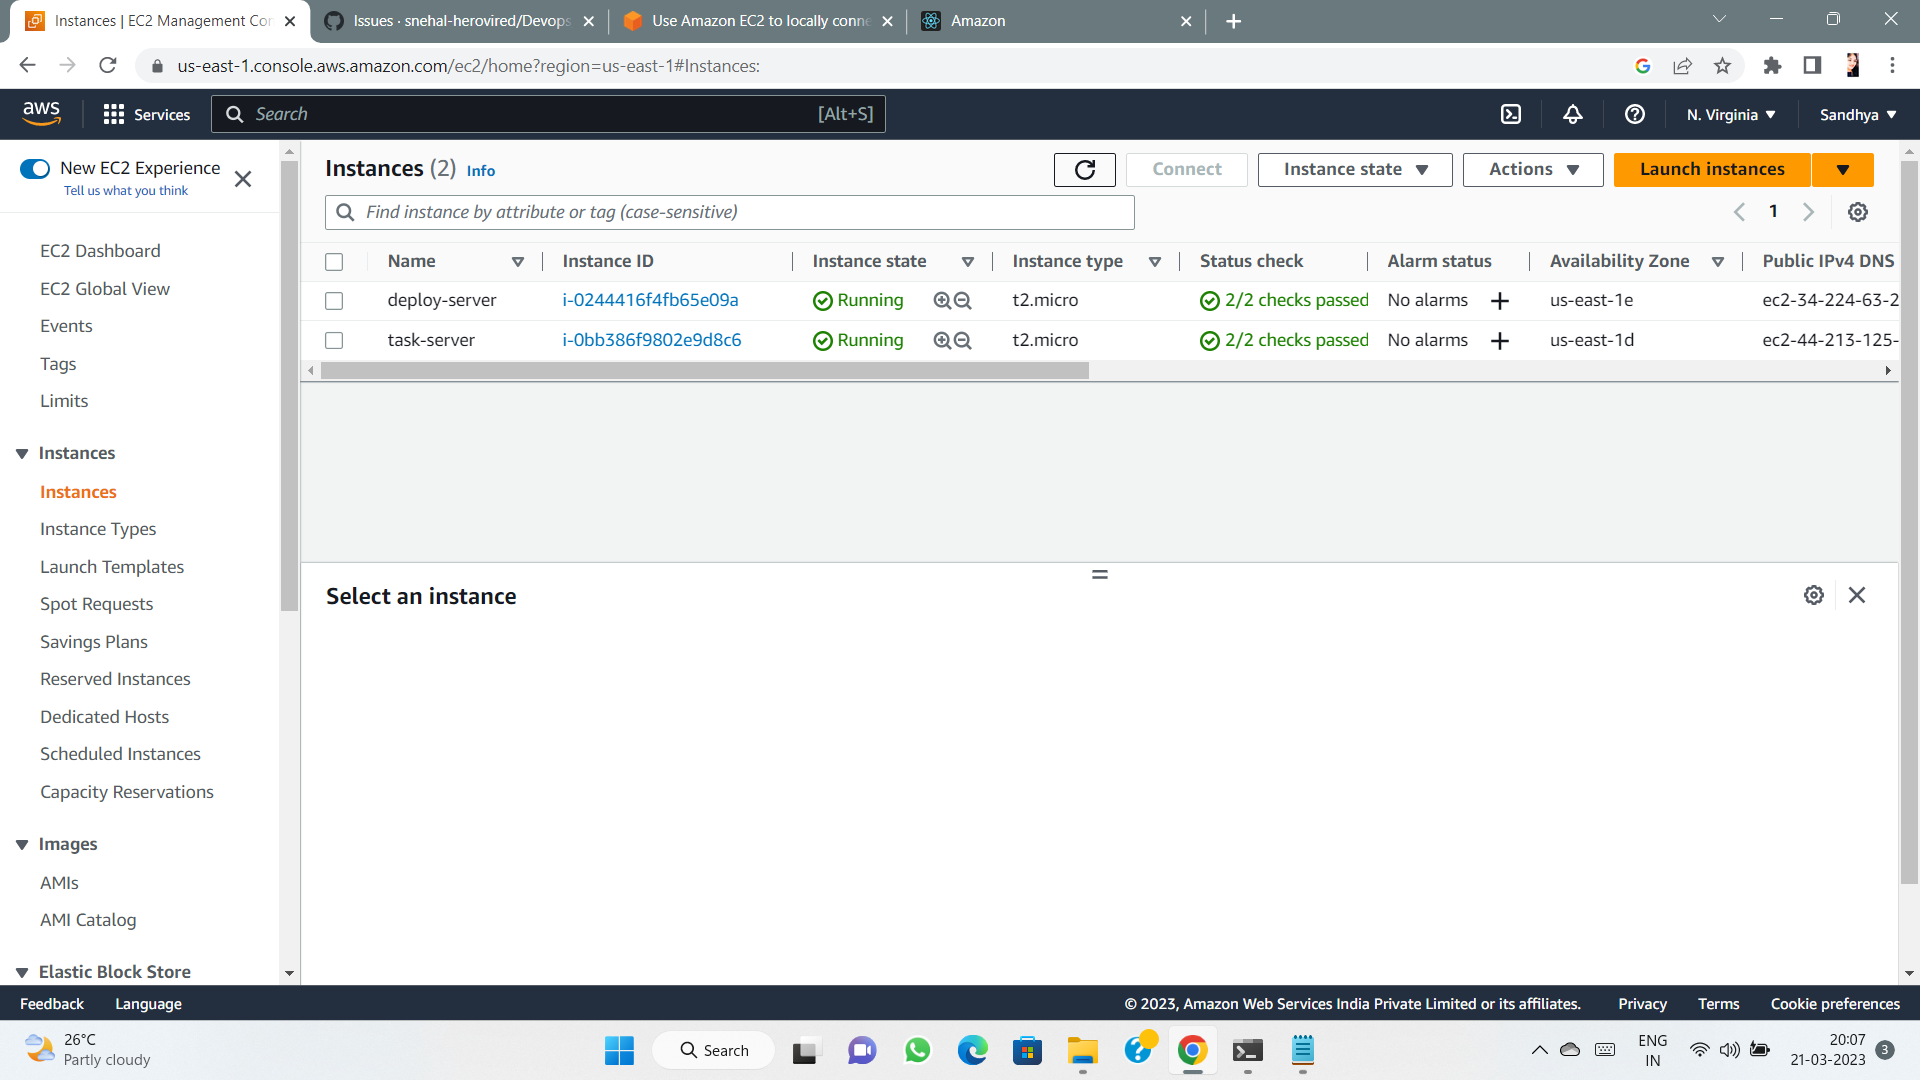 Instances | EC2 Management Con
Issues · snehal-herovired/Devops
Use Amazon EC2 to locally conne
Amazon
us-east-1.console.aws.amazon.com/ec2/home?region=us-east-1#Instances:
aws
Services
Search
[Alt+S]
N. Virginia
Sandhya
New EC2 Experience
Tell us what you think
EC2 Dashboard
EC2 Global View
Events
Tags
Limits
Instances
Instances
Instance Types
Launch Templates
Spot Requests
Savings Plans
Reserved Instances
Dedicated Hosts
Scheduled Instances
Capacity Reservations
Images
AMIs
AMI Catalog
Elastic Block Store
Instances (2) Info
Connect
Instance state
Actions
Launch instances
Find instance by attribute or tag (case-sensitive)
1
Name Instance ID Instance state Instance type Status check Alarm status Availability Zone Public IPv4 DNS
deploy-server i-0244416f4fb65e09a Running t2.micro 2/2 checks passed No alarms + us-east-1e ec2-34-224-63-2
task-server i-0bb386f9802e9d8c6 Running t2.micro 2/2 checks passed No alarms + us-east-1d ec2-44-213-125-
Select an instance
Feedback Language
© 2023, Amazon Web Services India Private Limited or its affiliates. Privacy Terms Cookie preferences
26°C
Partly cloudy
Search
ENG
IN
20:07
21-03-2023
3